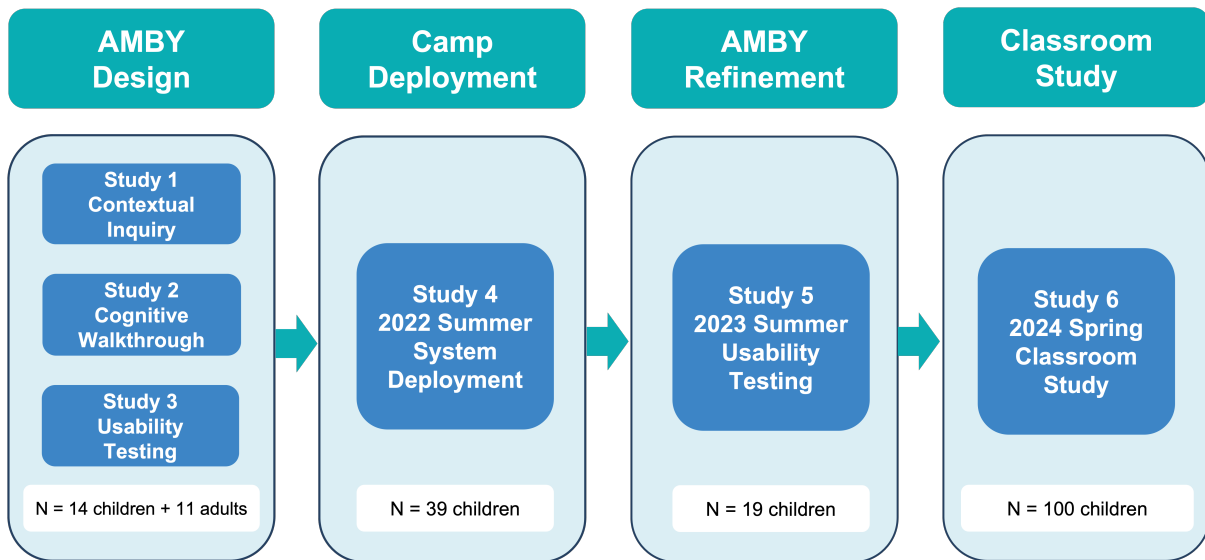 AMBY
Design
Study 1
Contextual
Inquiry
Study 2
Cognitive
Walkthrough
Study 3
Usability
Testing
N = 14 children + 11 adults
Camp
Deployment
Study 4
2022 Summer
System
Deployment
N = 39 children
AMBY
Refinement
Study 5
2023 Summer
Usability
Testing
N = 19 children
Classroom
Study
Study 6
2024 Spring
Classroom
Study
N = 100 children